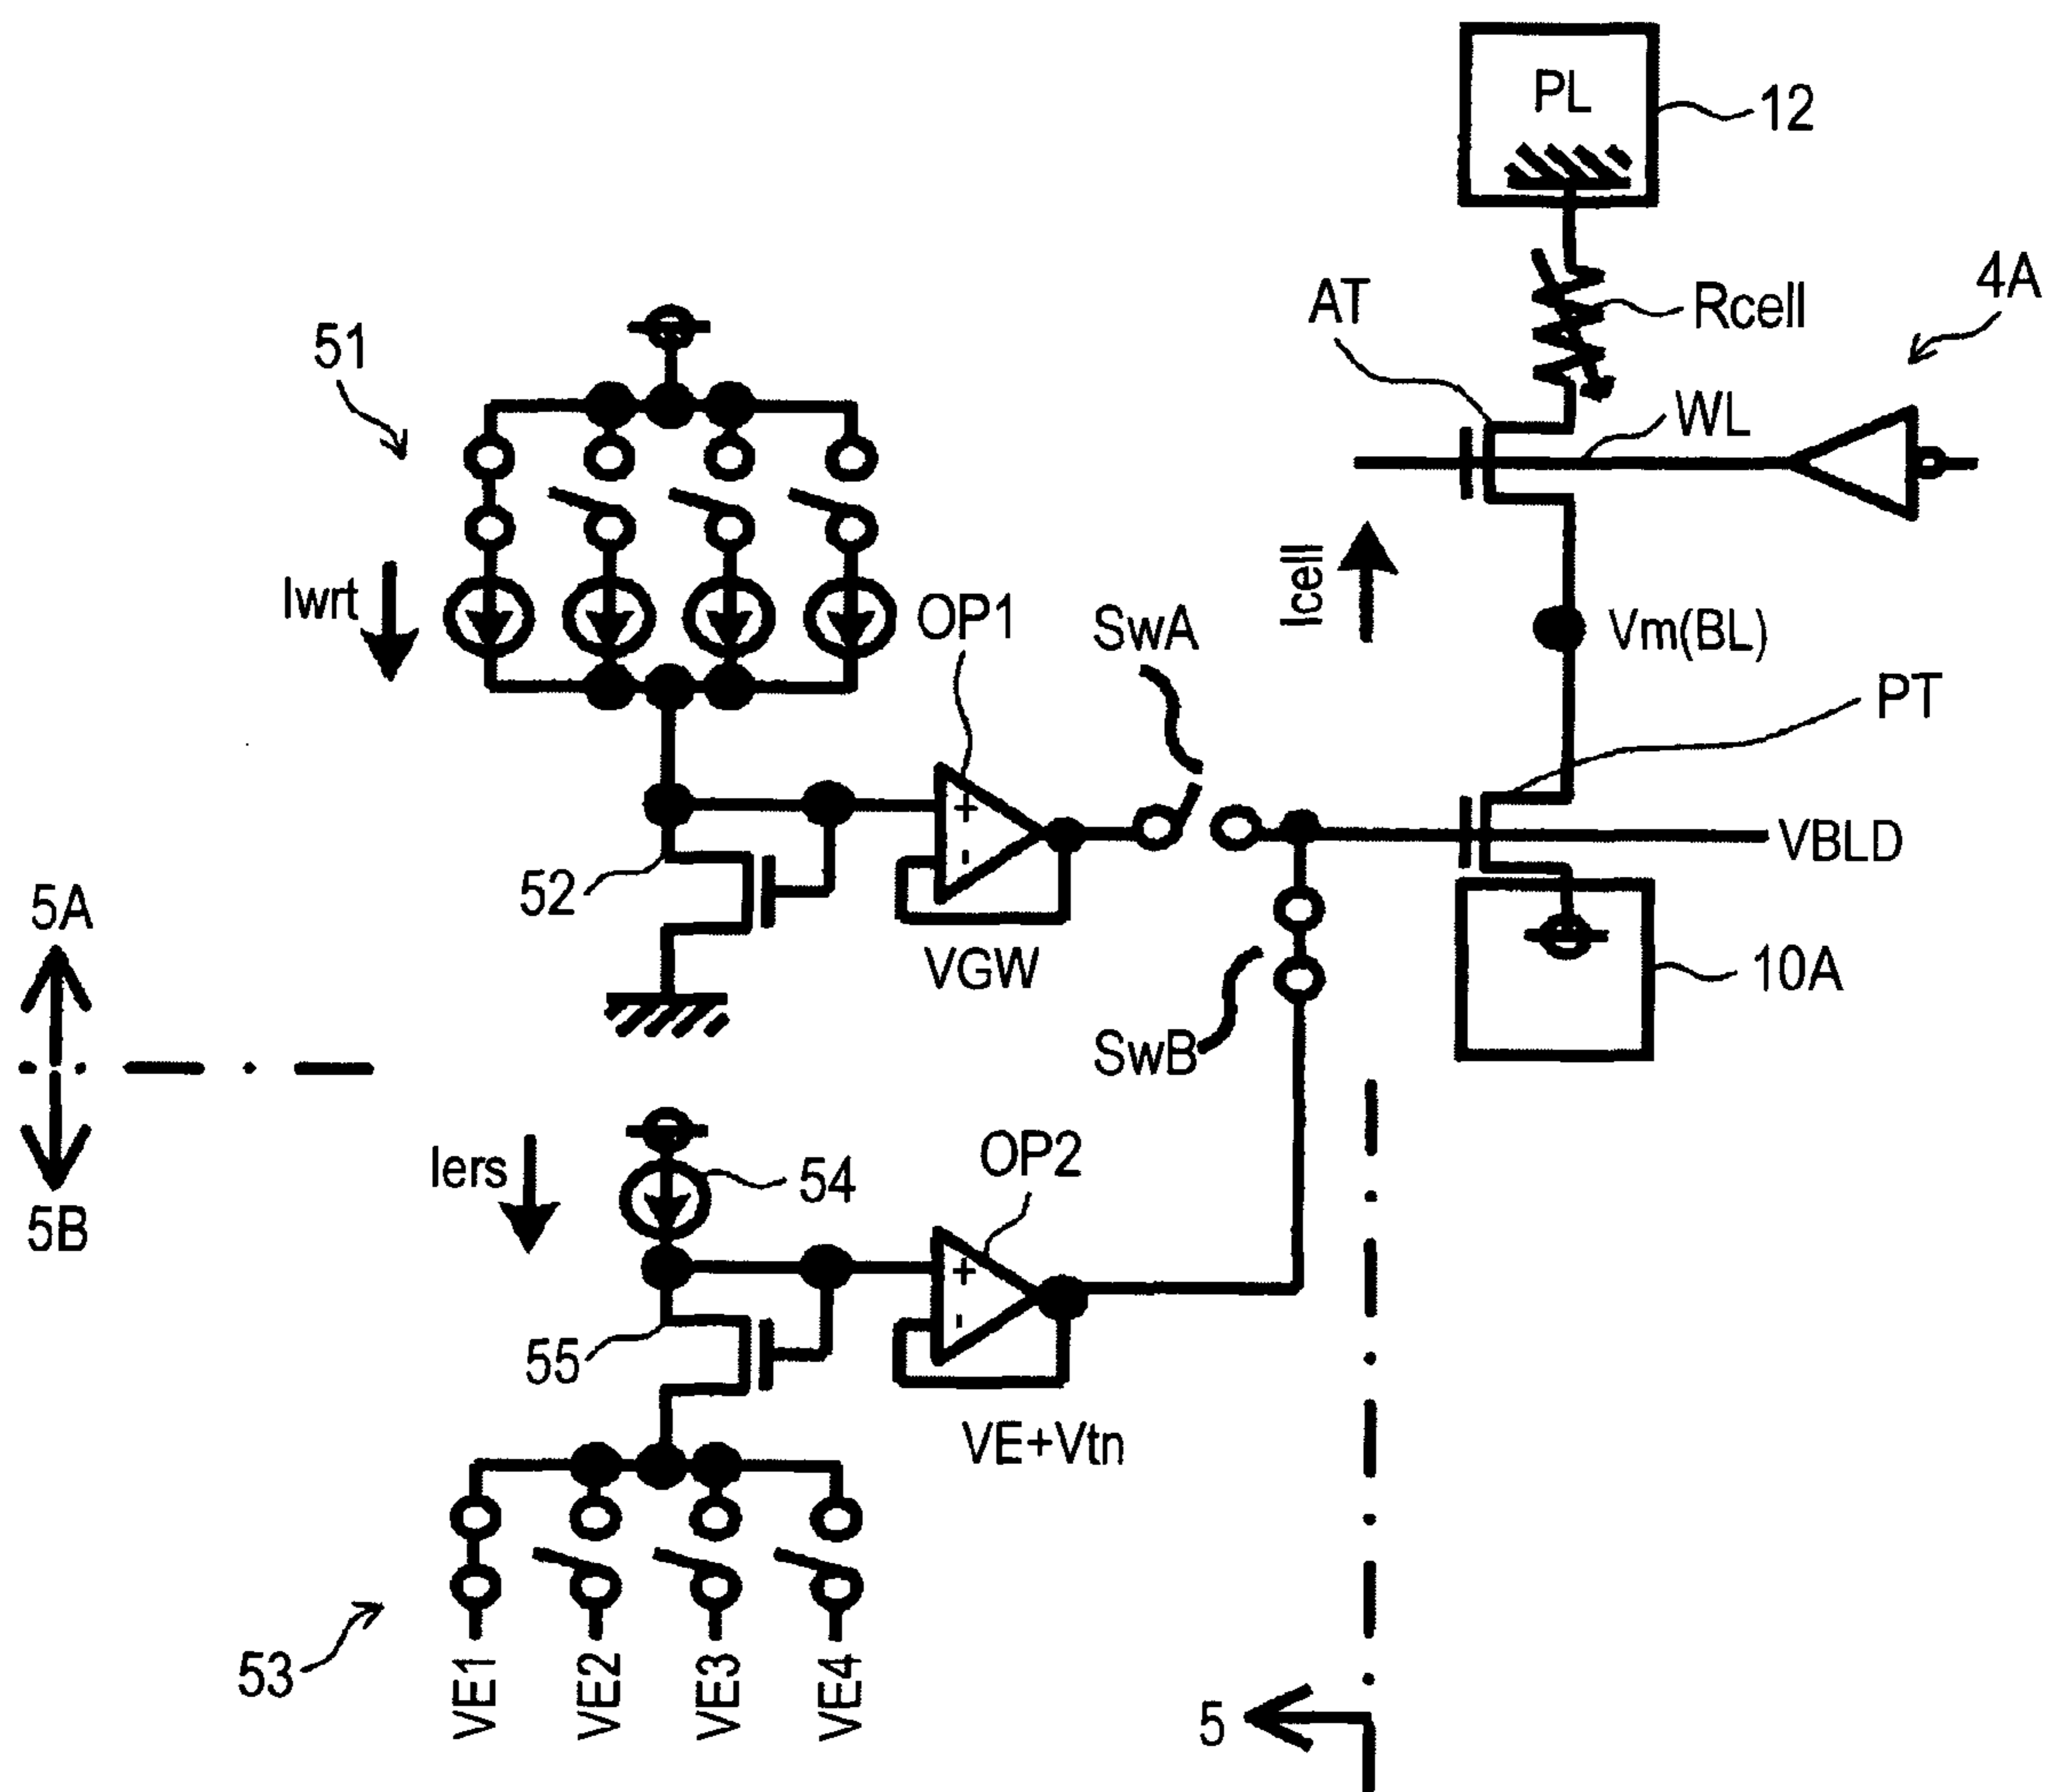 PL
12
4A
AT
Rcell
51
WL
Iwrt
OP1
SwA
Icell
Vm(BL)
PT
+
-
VBLD
52
5A
VGW
10A
SwB
5B
Iers
54
OP2
+
-
55
VE+Vtn
53
VE1
VE2
VE3
VE4
5